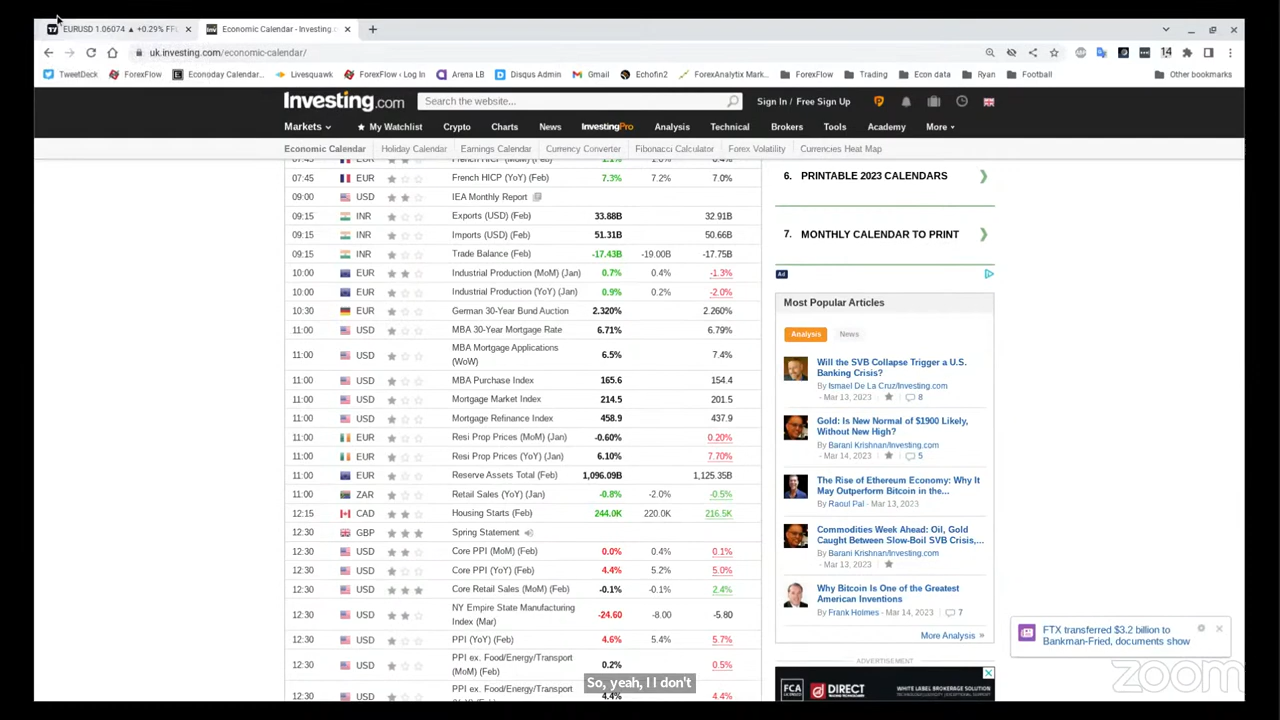 EURUSD 1.06074 ▲ +0.29%
Economic Calendar - Investing.c
uk.investing.com/economic-calendar/
14
TweetDeck
ForexFlow
Econoday Calendar...
Livesquawk
ForexFlow ‹ Log In
Arena LB
Disqus Admin
Gmail
Echofin2
ForexAnalytix Mark...
ForexFlow
Trading
Econ data
Ryan
Football
Other bookmarks
Investing.com
Search the website...
Sign In / Free Sign Up
Markets
My Watchlist
Crypto
Charts
News
InvestingPro
Analysis
Technical
Brokers
Tools
Academy
More
Economic Calendar
Holiday Calendar
Earnings Calendar
Currency Converter
Fibonacci Calculator
Forex Volatility
Currencies Heat Map
07:45 EUR French HICP (MoM) (Feb) 1.1% 1.0% 0.4%
07:45 EUR French HICP (YoY) (Feb) 7.3% 7.2% 7.0%
09:00 USD IEA Monthly Report
09:15 INR Exports (USD) (Feb) 33.88B 32.91B
09:15 INR Imports (USD) (Feb) 51.31B 50.66B
09:15 INR Trade Balance (Feb) -17.43B -19.00B -17.75B
10:00 EUR Industrial Production (MoM) (Jan) 0.7% 0.4% -1.3%
10:00 EUR Industrial Production (YoY) (Jan) 0.9% 0.2% -2.0%
10:30 EUR German 30-Year Bund Auction 2.320% 2.260%
11:00 USD MBA 30-Year Mortgage Rate 6.71% 6.79%
11:00 USD MBA Mortgage Applications
(WoW) 6.5% 7.4%
11:00 USD MBA Purchase Index 165.6 154.4
11:00 USD Mortgage Market Index 214.5 201.5
11:00 USD Mortgage Refinance Index 458.9 437.9
11:00 EUR Resi Prop Prices (MoM) (Jan) -0.60% 0.20%
11:00 EUR Resi Prop Prices (YoY) (Jan) 6.10% 7.70%
11:00 EUR Reserve Assets Total (Feb) 1,096.09B 1,125.35B
11:00 ZAR Retail Sales (YoY) (Jan) -0.8% -2.0% -0.5%
12:15 CAD Housing Starts (Feb) 244.0K 220.0K 216.5K
12:30 GBP Spring Statement
12:30 USD Core PPI (MoM) (Feb) 0.0% 0.4% 0.1%
12:30 USD Core PPI (YoY) (Feb) 4.4% 5.2% 5.0%
12:30 USD Core Retail Sales (MoM) (Feb) -0.1% -0.1% 2.4%
12:30 USD NY Empire State Manufacturing
Index (Mar) -24.60 -8.00 -5.80
12:30 USD PPI (YoY) (Feb) 4.6% 5.4% 5.7%
12:30 USD PPI ex. Food/Energy/Transport
(MoM) (Feb) 0.2% 0.5%
12:30 USD PPI ex. Food/Energy/Transport
4.4% 4.4%
So, yeah, I I don't
6. PRINTABLE 2023 CALENDARS
7. MONTHLY CALENDAR TO PRINT
Ad
Most Popular Articles
Analysis
News
Will the SVB Collapse Trigger a U.S.
Banking Crisis?
By Ismael De La Cruz/Investing.com
- Mar 13, 2023 8
Gold: Is New Normal of $1900 Likely,
Without New High?
By Barani Krishnan/Investing.com
- Mar 14, 2023 5
The Rise of Ethereum Economy: Why It
May Outperform Bitcoin in the...
By Raoul Pal - Mar 13, 2023
Commodities Week Ahead: Oil, Gold
Caught Between Slow-Boil SVB Crisis,...
By Barani Krishnan/Investing.com
- Mar 13, 2023
Why Bitcoin Is One of the Greatest
American Inventions
By Frank Holmes - Mar 14, 2023 7
More Analysis »
ADVERTISEMENT
FCA DIRECT WHITE LABEL BROKERAGE SOLUTION
FTX transferred $3.2 billion to
Bankman-Fried, documents show
zoom